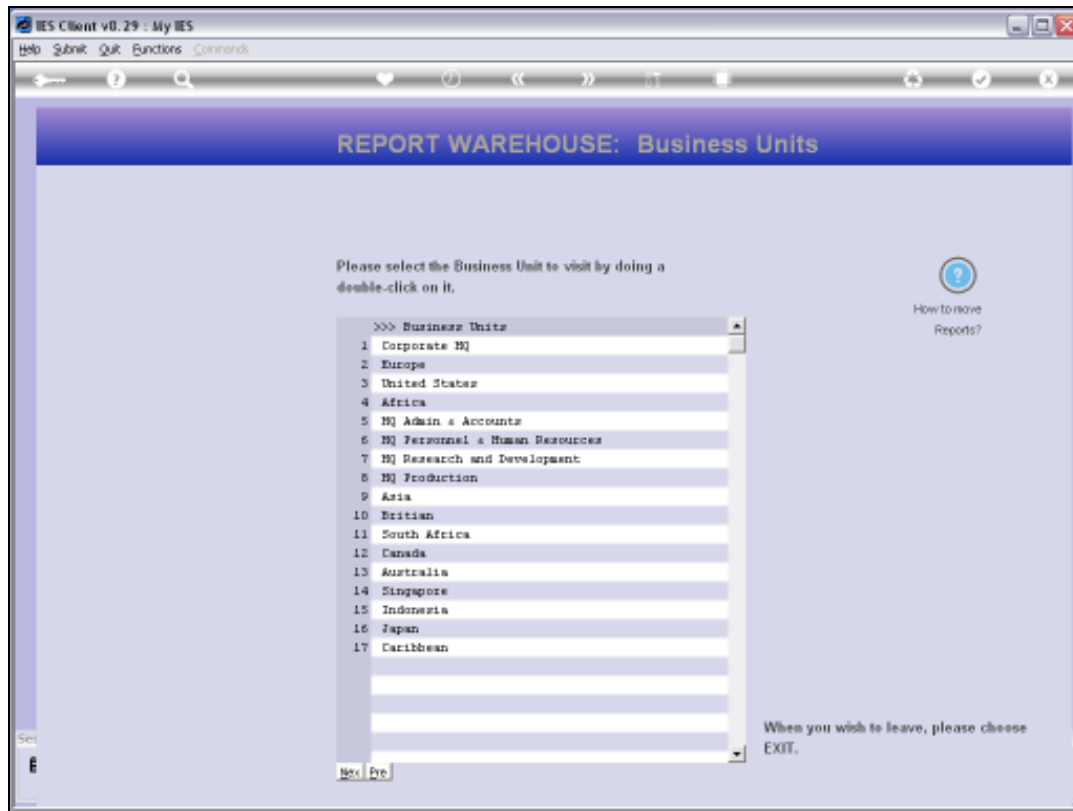 IES Client v8.29 : My IES
Help Submit Quit Functions Commands
REPORT WAREHOUSE: Business Units
Please select the Business Unit to visit by doing a
double-click on it.
How to move
Reports?
>>> Business Units
1 Corporate HQ
2 Europe
3 United States
4 Africa
5 HQ Admin & Accounts
6 HQ Personnel & Human Resources
7 HQ Research and Development
8 HQ Production
9 Asia
10 Britian
11 South Africa
12 Canada
13 Australia
14 Singapore
15 Indonesia
16 Japan
17 Caribbean
When you wish to leave, please choose
EXIT.
Ses
Nex Pre